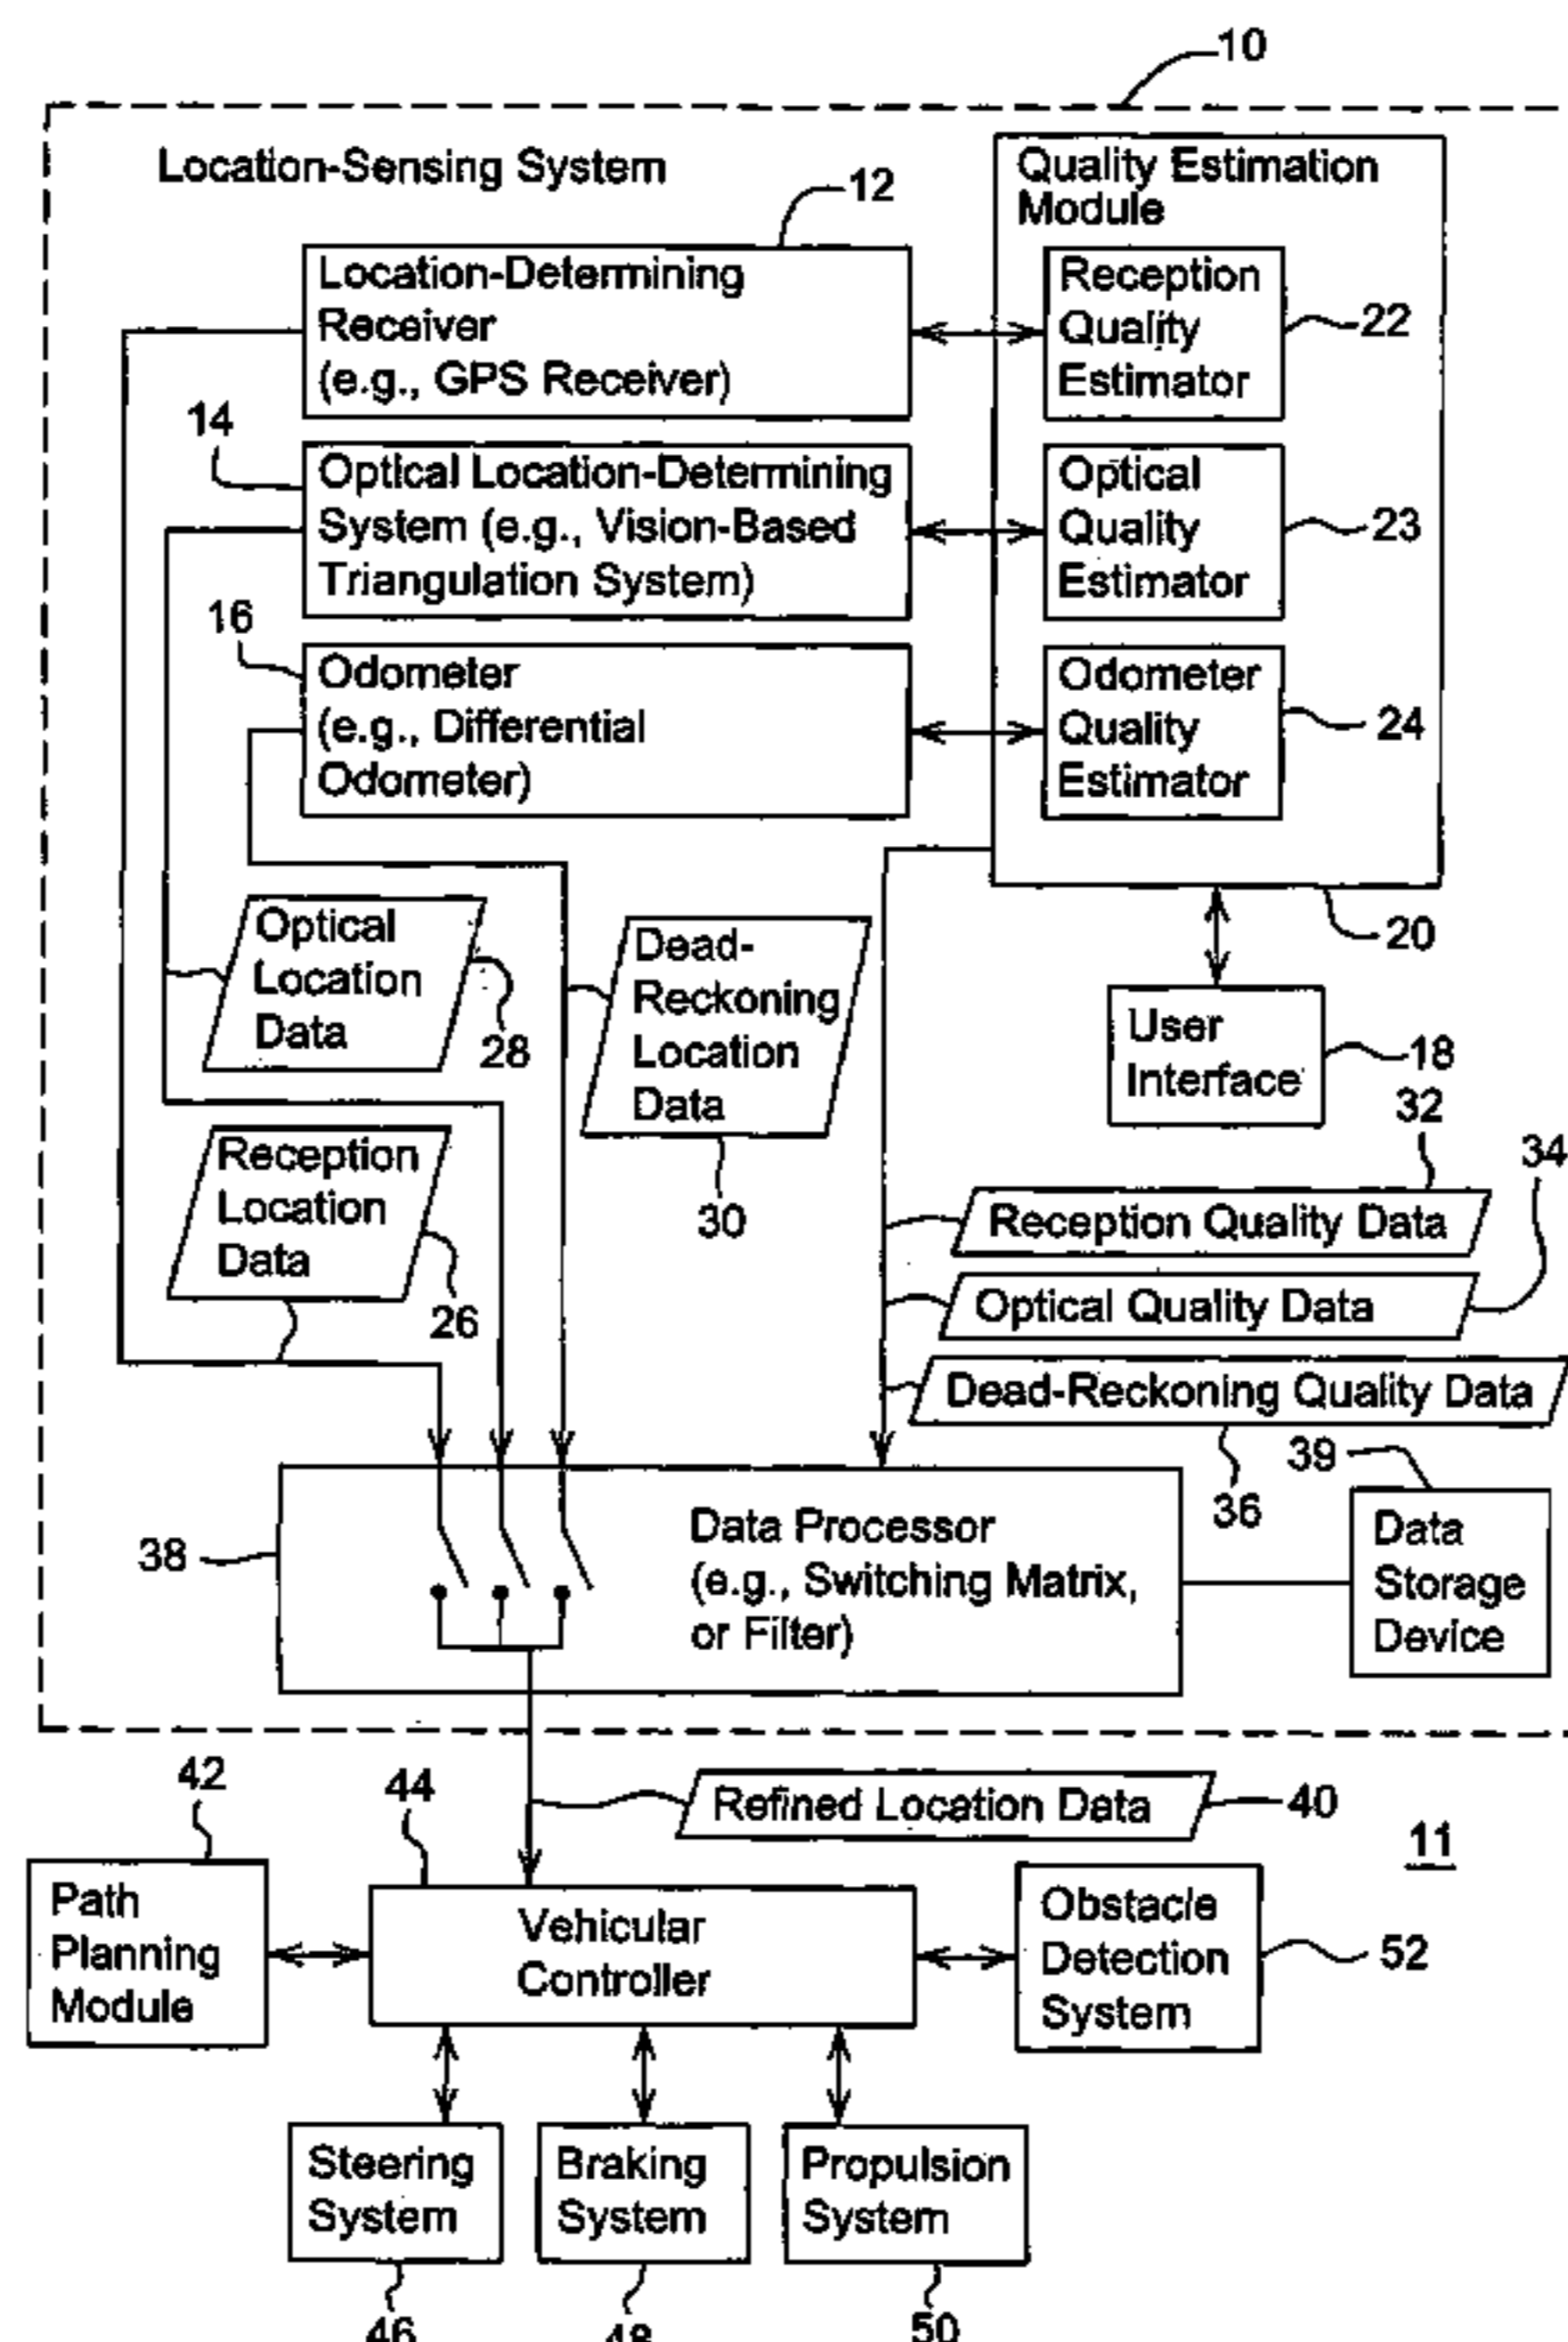 10
Location-Sensing System
Quality Estimation
Module
12
Location-Determining
Receiver
(e.g., GPS Receiver)
Reception
Quality
Estimator
22
14
Optical Location-Determining
System (e.g., Vision-Based
Triangulation System)
Optical
Quality
Estimator
23
16
Odometer
(e.g., Differential
Odometer)
Odometer
Quality
Estimator
24
20
Optical
Location
Data
28
Dead-
Reckoning
Location
Data
30
User
Interface
18
32
34
Reception
Location
Data
26
Reception Quality Data
Optical Quality Data
Dead-Reckoning Quality Data
36
39
38
Data Processor
(e.g., Switching Matrix,
or Filter)
Data
Storage
Device
42
44
Refined Location Data
40
11
Path
Planning
Module
Vehicular
Controller
Obstacle
Detection
System
52
Steering
System
Braking
System
Propulsion
System
46
48
50